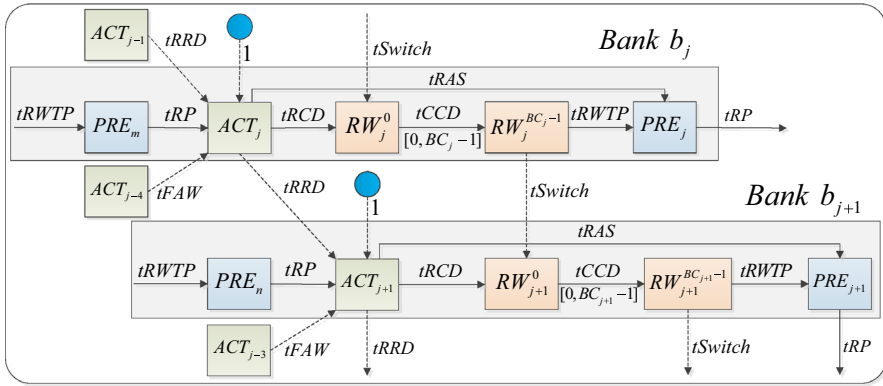 ACT_{j-1}
tRRD
1
tSwitch
Bank b_j
tRAS
tRWTP
PRE_m
tRP
ACT_j
tRCD
RW_j^0
tCCD
[0, BC_j -1]
RW_j^{BC_j-1}
tRWTP
PRE_j
tRP
ACT_{j-4}
tFAW
tRRD
1
tSwitch
Bank b_{j+1}
tRAS
tRWTP
PRE_n
tRP
ACT_{j+1}
tRCD
RW_{j+1}^0
tCCD
[0, BC_{j+1} -1]
RW_{j+1}^{BC_{j+1}-1}
tRWTP
PRE_{j+1}
ACT_{j-3}
tFAW
tRRD
tSwitch
tRP